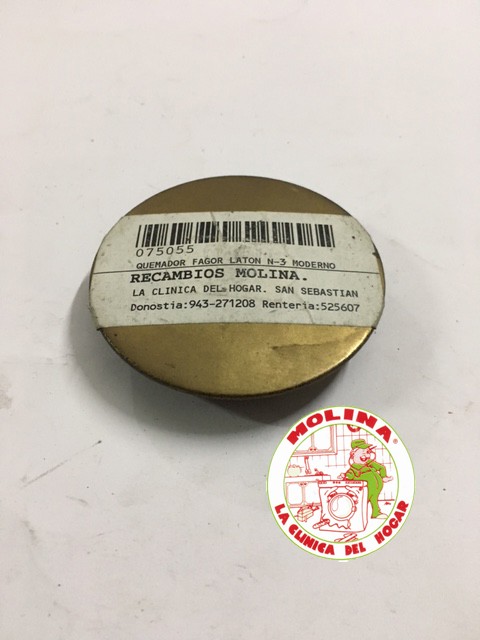 075055
QUEMADOR FAGOR LATON N-3 MODERNO
RECAMBIOS MOLINA.
LA CLINICA DEL HOGAR. SAN SEBASTIAN
Donostia:943-271208 Renteria:525607
MOLINA®
LA CLINICA DEL HOGAR